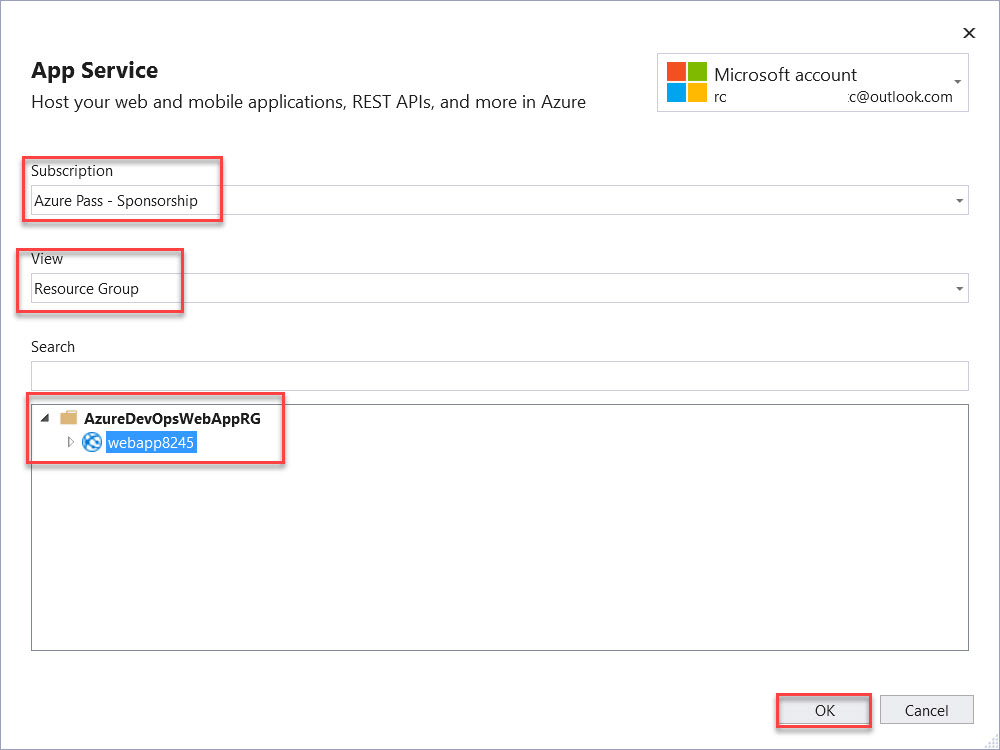 App Service
Host your web and mobile applications, REST APIs, and more in Azure
Microsoft account
rc :c@outlook.com
Subscription
Azure Pass - Sponsorship
View
Resource Group
Search
AzureDevOpsWebAppRG
webapp8245
OK
Cancel